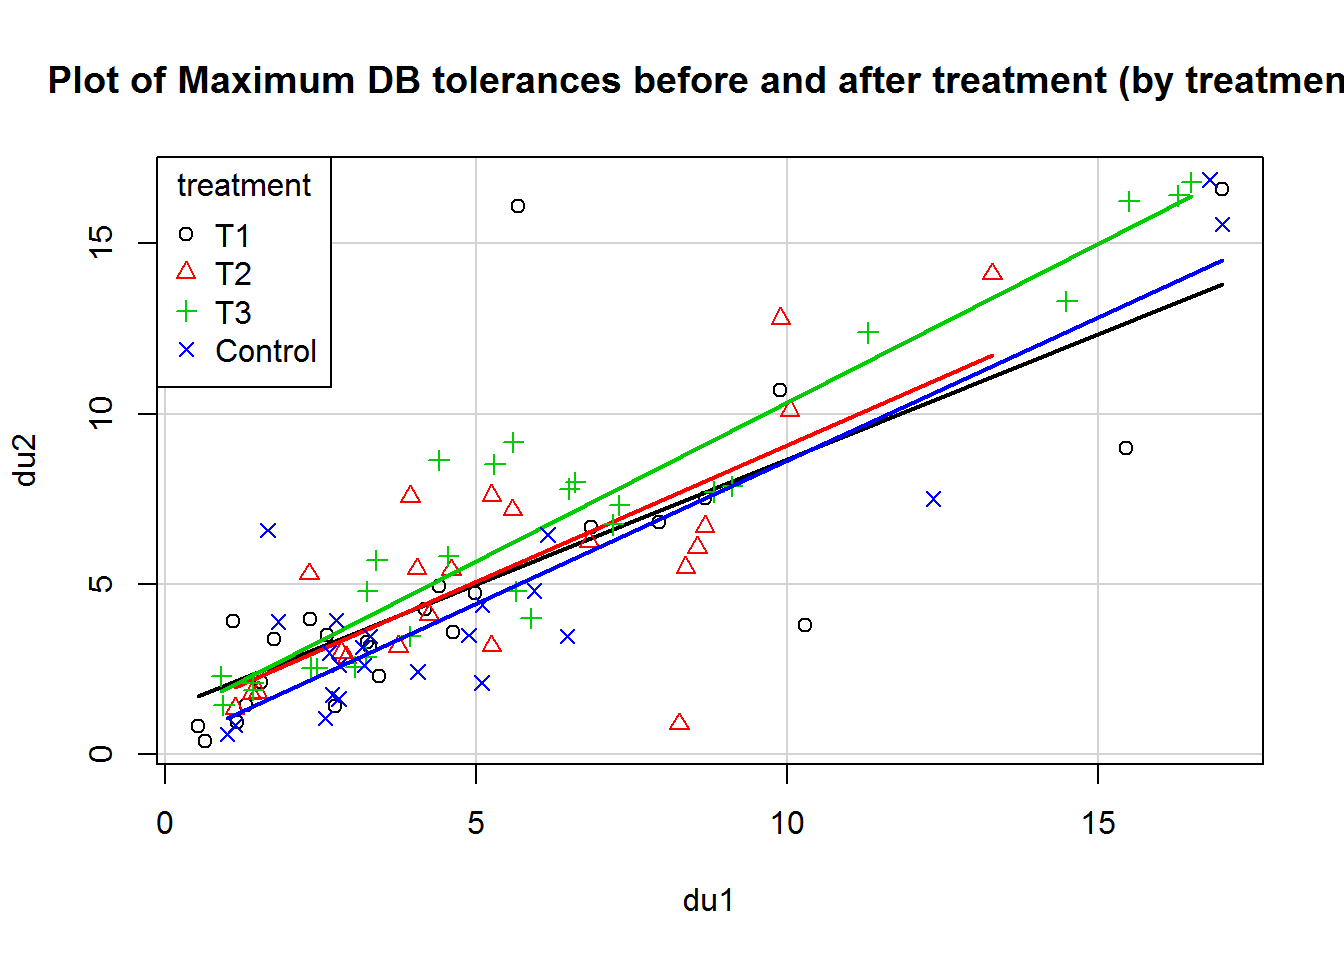 Plot of Maximum DB tolerances before and after treatment (by treatmen
treatment
T1
T2
T3
Control
15
10
5
0
du2
0 5 10 15
du1